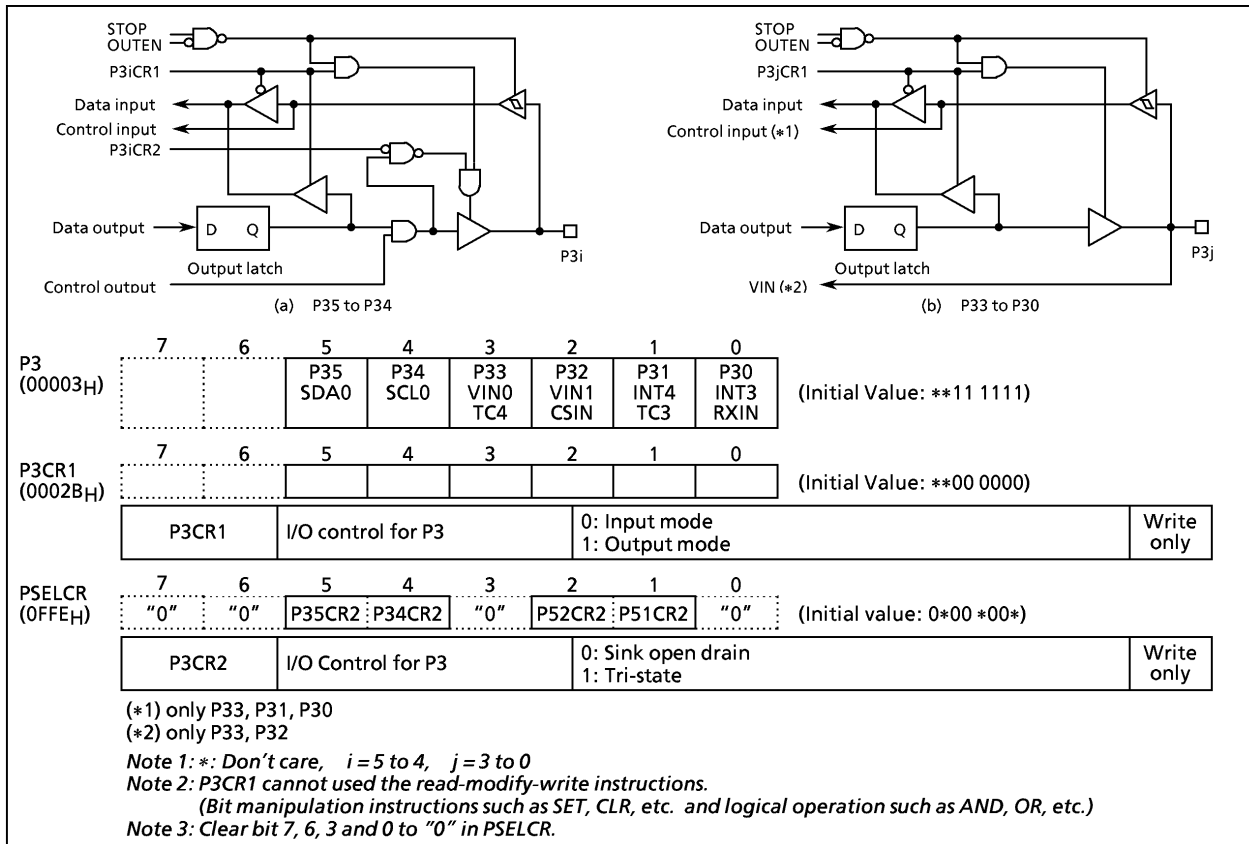 STOP
OUTEN
P3iCR1
Data input
Control input
P3iCR2
Data output
D Q
Output latch
Control output
P3i
(a) P35 to P34
STOP
OUTEN
P3jCR1
Data input
Control input (*1)
Data output
D Q
Output latch
VIN (*2)
P3j
(b) P33 to P30
7 6 5 4 3 2 1 0
P3
(00003H)
P35 P34 P33 P32 P31 P30
SDA0 SCL0 VIN0 VIN1 INT4 INT3
TC4 CSIN TC3 RXIN
(Initial Value: **11 1111)
7 6 5 4 3 2 1 0
P3CR1
(0002BH)
(Initial Value: **00 0000)
P3CR1 I/O control for P3 0: Input mode Write
1: Output mode only
7 6 5 4 3 2 1 0
PSELCR
(0FFEH)
"0" "0" P35CR2 P34CR2 "0" P52CR2 P51CR2 "0" (Initial value: 0*00 *00*)
P3CR2 I/O Control for P3 0: Sink open drain Write
1: Tri-state only
(*1) only P33, P31, P30
(*2) only P33, P32
Note 1: *: Don't care, i = 5 to 4, j = 3 to 0
Note 2: P3CR1 cannot used the read-modify-write instructions.
(Bit manipulation instructions such as SET, CLR, etc. and logical operation such as AND, OR, etc.)
Note 3: Clear bit 7, 6, 3 and 0 to "0" in PSELCR.